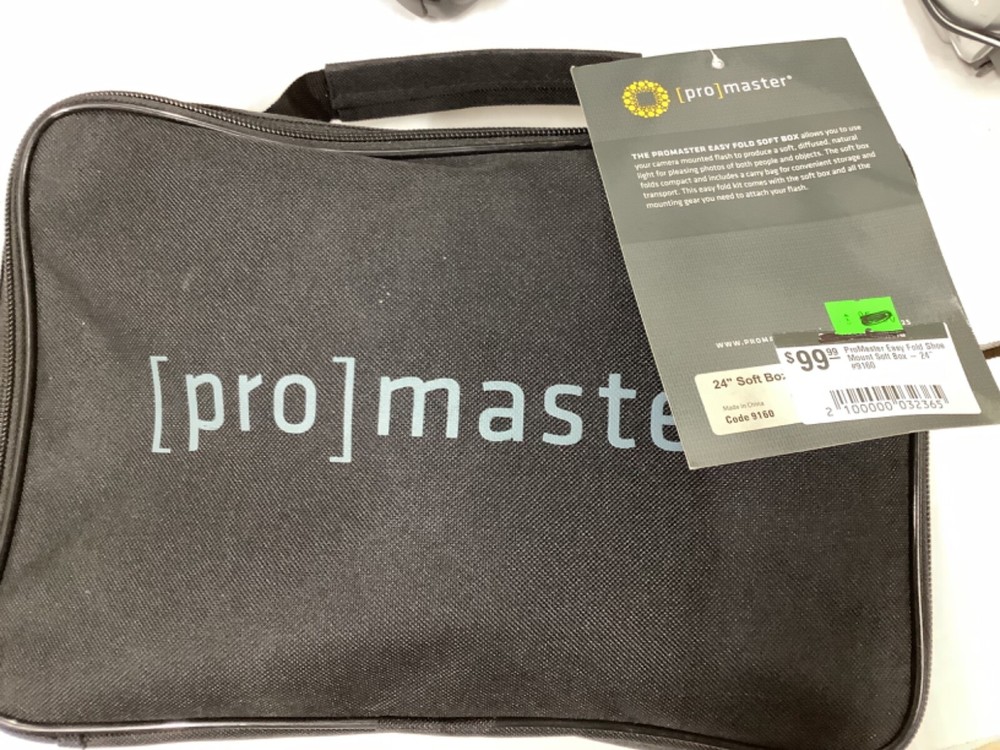 [pro]master
THE PROMASTER EASY FOLD SOFT BOX allows you to use
your camera mounted flash to produce a soft, diffused, natural
light for pleasing photos of both people and objects. The soft box
folds compact and includes a carry bag for convenient storage and
transport. This easy fold kit comes with the soft box and all the
mounting gear you need to attach your flash.
WWW.PROM
$99.99
ProMaster Easy Fold Shoe
Mount Soft Box — 24"
#9160
2 100000 032365
24" Soft Bo
Made in China
Code 9160
[pro]maste